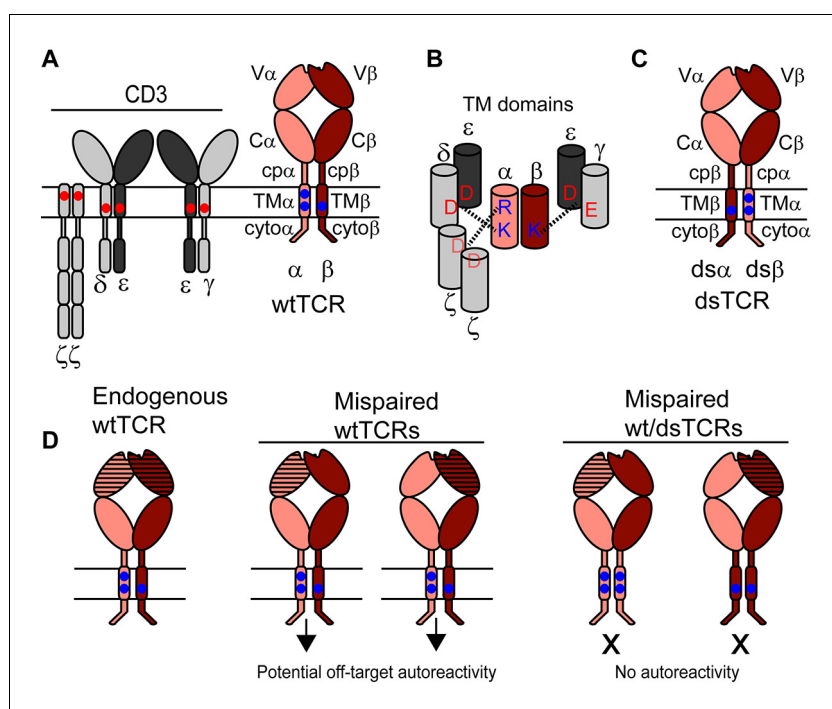 A
CD3
Vα
Vβ
Cα
Cβ
cpα
cpβ
TMα
TMβ
cytoα
cytoβ
δ
ε
ε
γ
α
β
wtTCR
ζζ
B
TM domains
ε
ε
δ
γ
α
β
D
D
D
E
R
K
K
D
D
ζ
ζ
C
Vα
Vβ
Cα
Cβ
cpβ
cpα
TMβ
TMα
cytoβ
cytoα
dsα dsβ
dsTCR
D
Endogenous
wtTCR
Mispaired
wtTCRs
Mispaired
wt/dsTCRs
X
X
Potential off-target autoreactivity
No autoreactivity